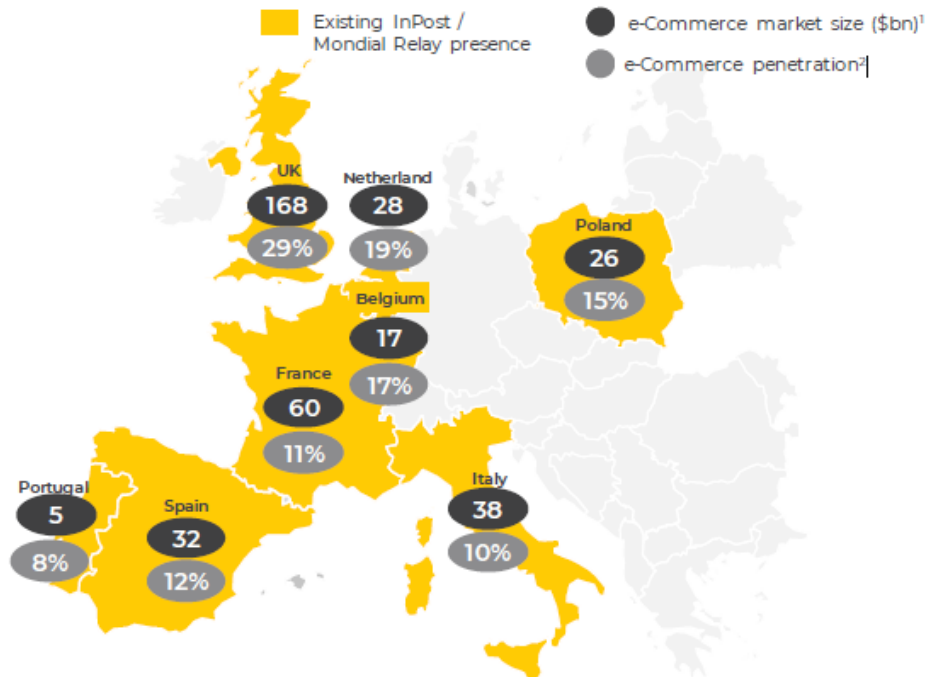 Existing InPost /
Mondial Relay presence
e-Commerce market size ($bn)¹
e-Commerce penetration²
UK
168
29%
Netherland
28
19%
Poland
26
15%
Belgium
17
17%
France
60
11%
Portugal
5
8%
Spain
32
12%
Italy
38
10%